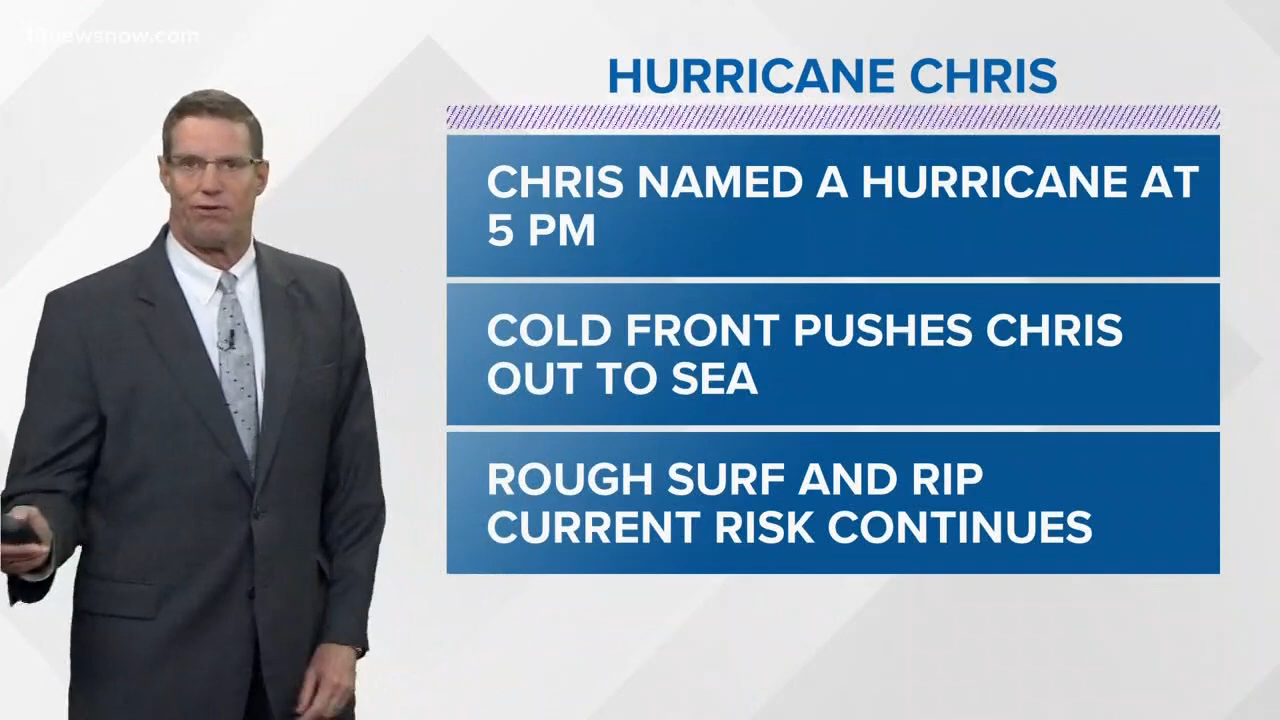 HURRICANE CHRIS
CHRIS NAMED A HURRICANE AT
5 PM
COLD FRONT PUSHES CHRIS
OUT TO SEA
ROUGH SURF AND RIP
CURRENT RISK CONTINUES